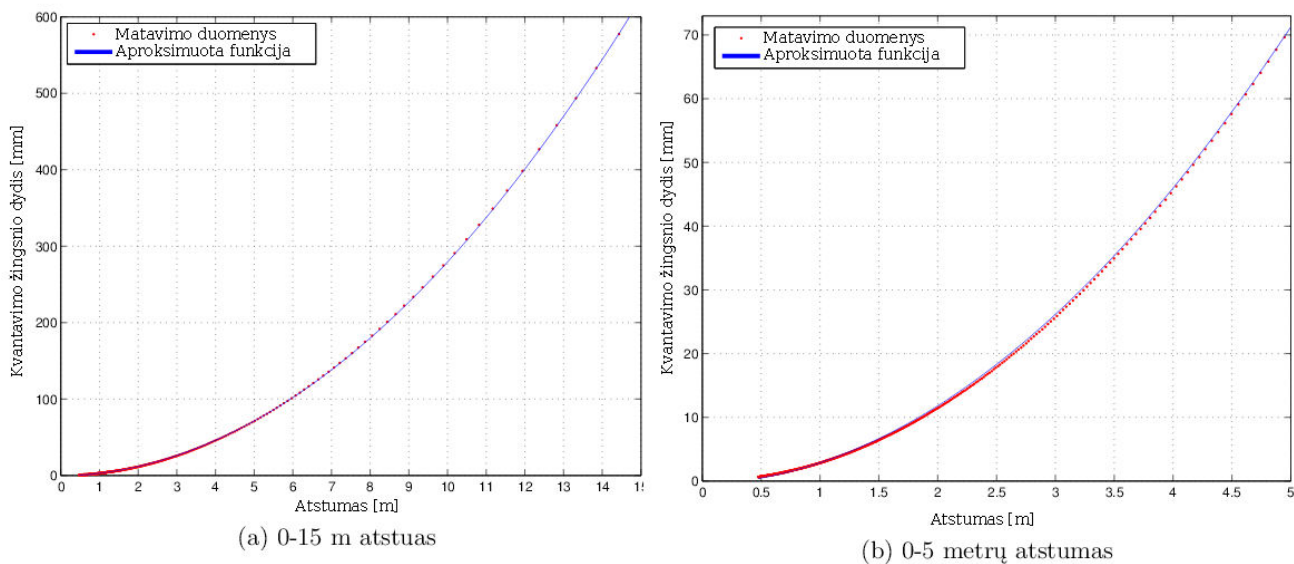 Kvantavimo žingsnio dydis [mm]
600
500
400
300
200
100
0
Matavimo duomenys
Aproksimuota funkcija
0 1 2 3 4 5 6 7 8 9 10 11 12 13 14 15
Atstumas [m]
(a) 0-15 m atstuas
Kvantavimo žingsnio dydis [mm]
70
60
50
40
30
20
10
0
Matavimo duomenys
Aproksimuota funkcija
0 0.5 1 1.5 2 2.5 3 3.5 4 4.5 5
Atstumas [m]
(b) 0-5 metrų atstumas